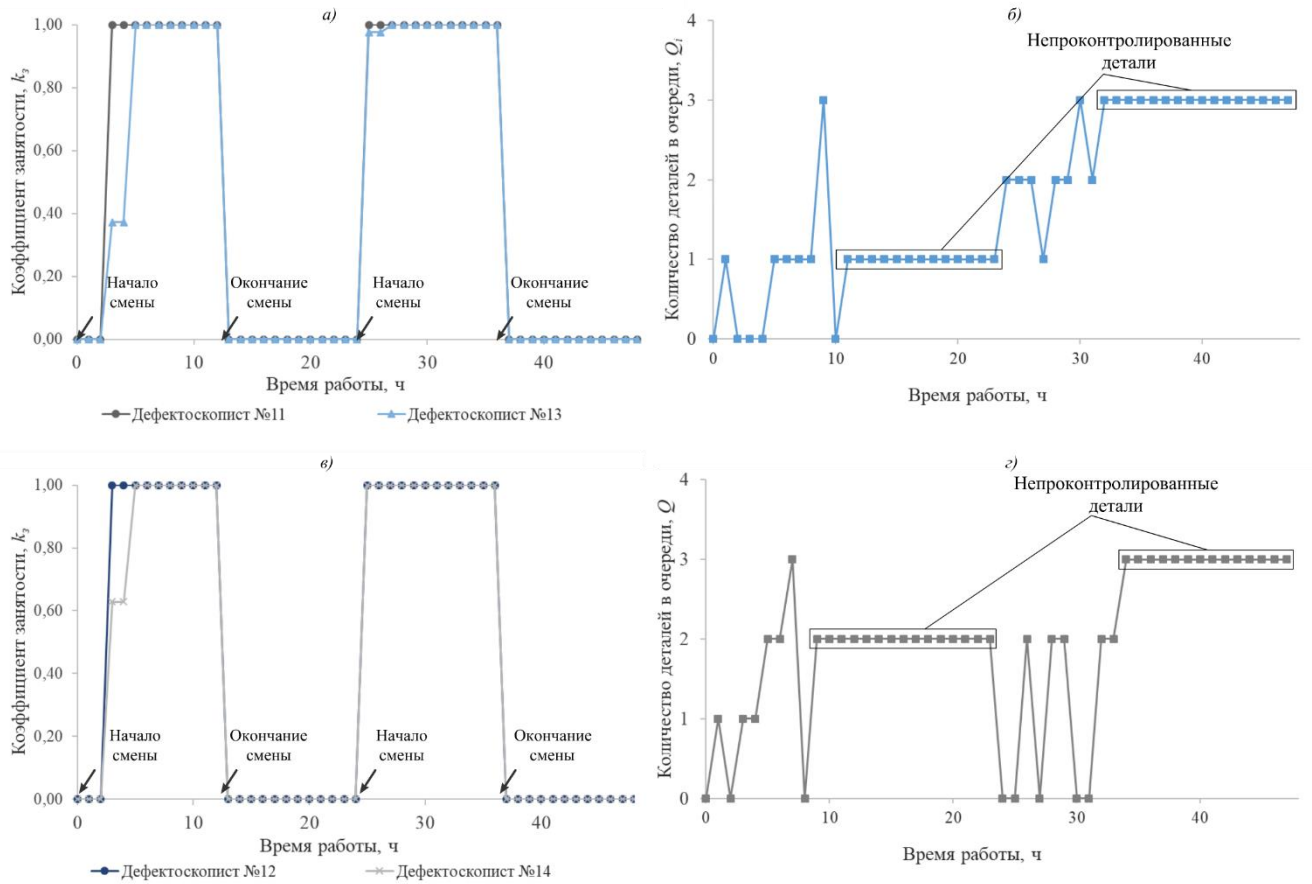 а)
Коэффициент занятости, kз
1,00
0,80
0,60
0,40
0,20
0,00
Начало
смены
Окончание
смены
Начало
смены
Окончание
смены
0
10
20
30
40
Время работы, ч
Дефектоскопист №11
Дефектоскопист №13
б)
Количество деталей в очереди, Qi
4
3
2
1
0
Непроконтролированные
детали
0
10
20
30
40
Время работы, ч
в)
Коэффициент занятости, kз
1,00
0,80
0,60
0,40
0,20
0,00
Начало
смены
Окончание
смены
Начало
смены
Окончание
смены
0
10
20
30
40
Время работы, ч
Дефектоскопист №12
Дефектоскопист №14
г)
Количество деталей в очереди, Q
4
3
2
1
0
Непроконтролированные
детали
0
10
20
30
40
Время работы, ч